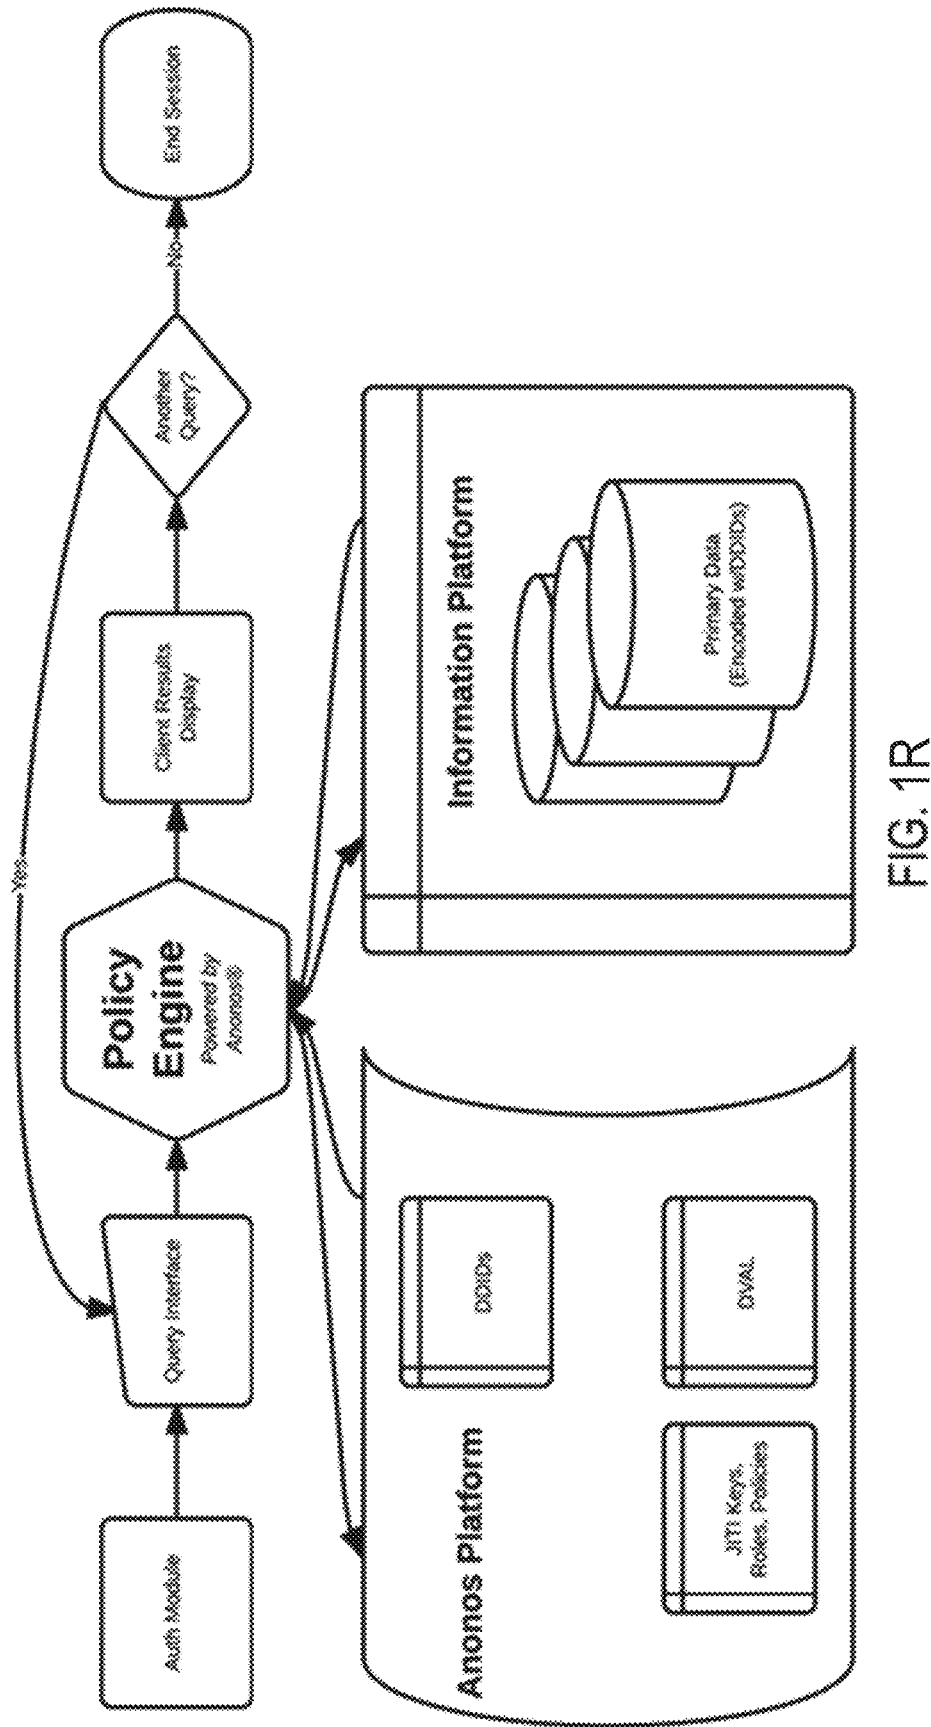 Auth Module
Query Interface
Policy
Engine
Powered by
Anonos®
Client Results
Display
Another
Query?
No
End Session
Yes
Anonos Platform
DDIDs
JITI Keys,
Roles, Policies
DVAL
Information Platform
Primary Data
(Encoded w/DDIDs)
FIG. 1R